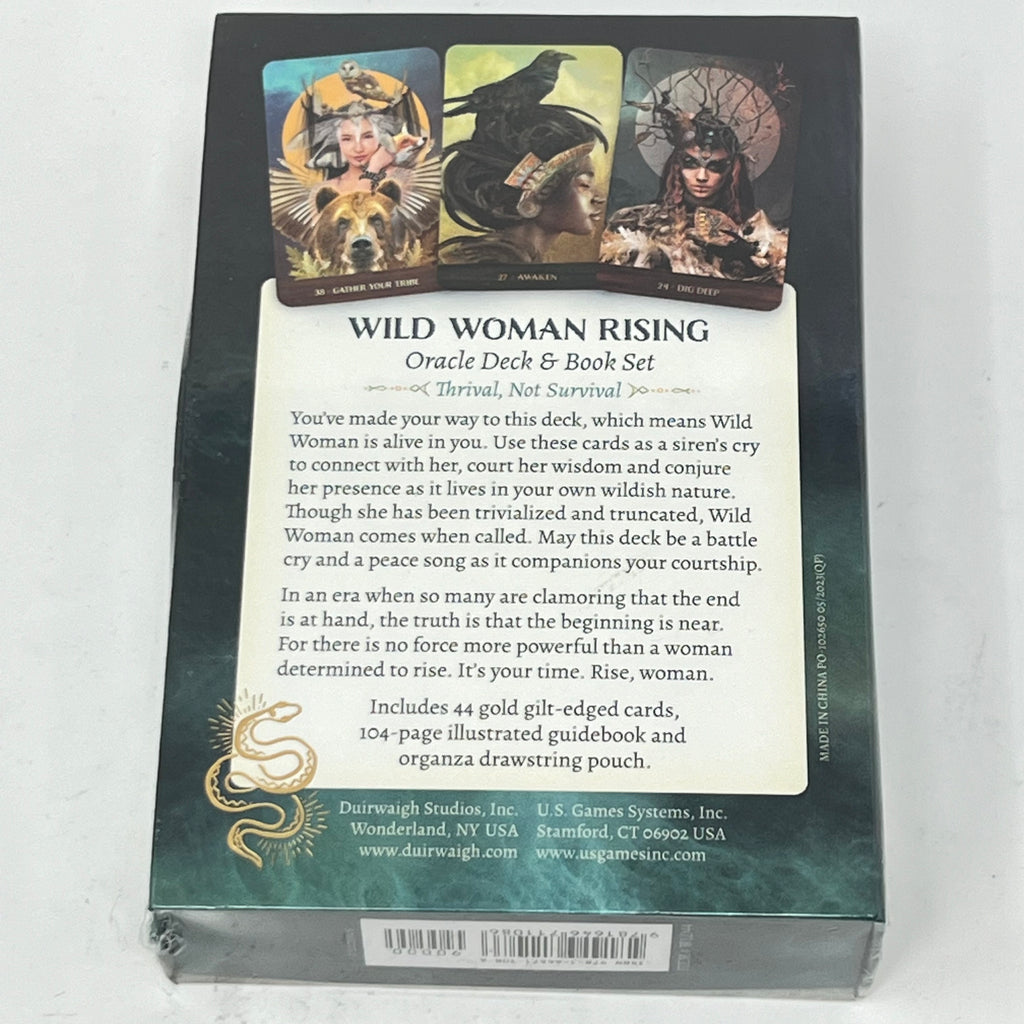 38 · GATHER YOUR TRIBE
27 · AWAKEN
24 · DIG DEEP
WILD WOMAN RISING
Oracle Deck & Book Set
Thrival, Not Survival
You've made your way to this deck, which means Wild
Woman is alive in you. Use these cards as a siren's cry
to connect with her, court her wisdom and conjure
her presence as it lives in your own wildish nature.
Though she has been trivialized and truncated, Wild
Woman comes when called. May this deck be a battle
cry and a peace song as it companions your courtship.
In an era when so many are clamoring that the end
is at hand, the truth is that the beginning is near.
For there is no force more powerful than a woman
determined to rise. It's your time. Rise, woman.
Includes 44 gold gilt-edged cards,
104-page illustrated guidebook and
organza drawstring pouch.
Duirwaigh Studios, Inc.
Wonderland, NY USA
www.duirwaigh.com
U.S. Games Systems, Inc.
Stamford, CT 06902 USA
www.usgamesinc.com
MADE IN CHINA PO-102650 05/2023(QP)
9781646711086
90000